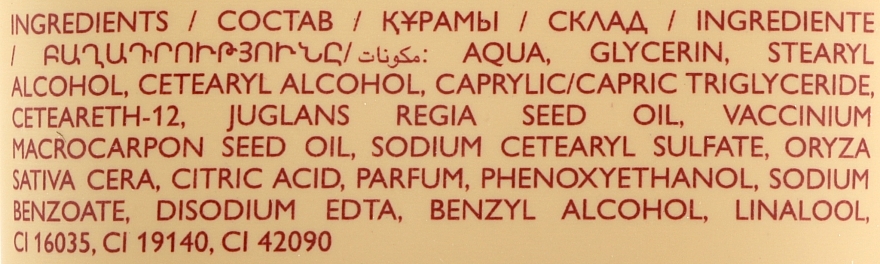 INGREDIENTS / СОСТАВ / ҚҰРАМЫ / СКЛАД / INGREDIENTE
/ ԲԱՂԱԴՐՈՒԹՅՈՒՆԸ/ مكونات: AQUA, GLYCERIN, STEARYL
ALCOHOL, CETEARYL ALCOHOL, CAPRYLIC/CAPRIC TRIGLYCERIDE,
CETEARETH-12, JUGLANS REGIA SEED OIL, VACCINIUM
MACROCARPON SEED OIL, SODIUM CETEARYL SULFATE, ORYZA
SATIVA CERA, CITRIC ACID, PARFUM, PHENOXYETHANOL, SODIUM
BENZOATE, DISODIUM EDTA, BENZYL ALCOHOL, LINALOOL,
CI 16035, CI 19140, CI 42090